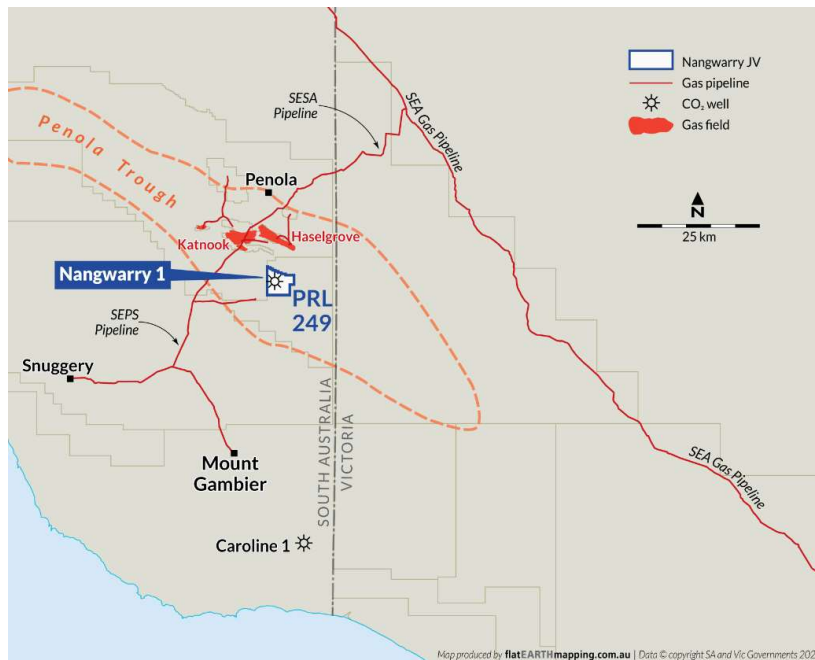 Nangwarry JV
Gas pipeline
CO₂ well
Gas field
N
25 km
SESA
Pipeline
SEA Gas Pipeline
Penola Trough
Penola
Katnook
Haselgrove
Nangwarry 1
PRL
249
SEPS
Pipeline
Snuggery
Mount
Gambier
SOUTH AUSTRALIA
VICTORIA
SEA Gas Pipeline
Caroline 1
Map produced by flatEARTHmapping.com.au | Data © copyright SA and Vic Governments 202